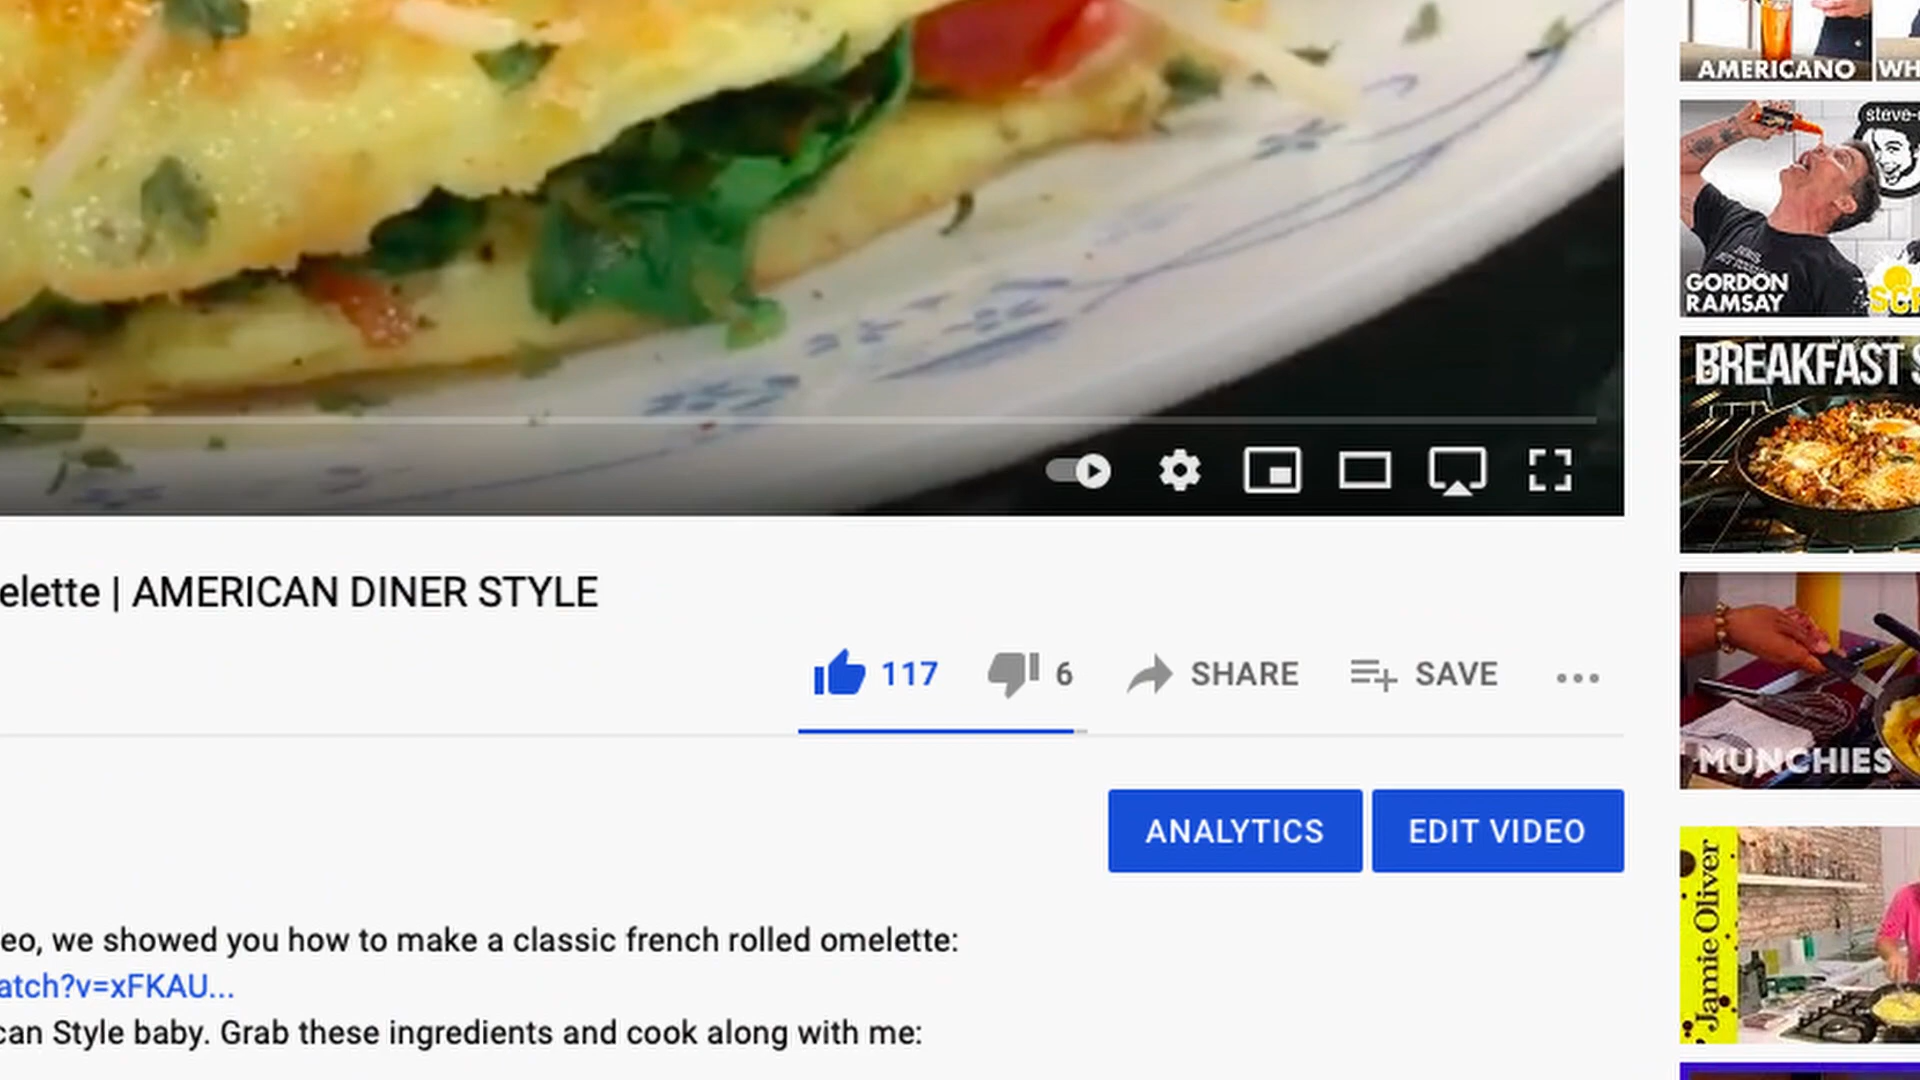 elette | AMERICAN DINER STYLE
117 6 SHARE SAVE
ANALYTICS EDIT VIDEO
eo, we showed you how to make a classic french rolled omelette:
atch?v=xFKAU...
can Style baby. Grab these ingredients and cook along with me:
AMERICANO WH
steve-
GORDON
RAMSAY
SCR
BREAKFAST S
MUNCHIES
Jamie Oliver